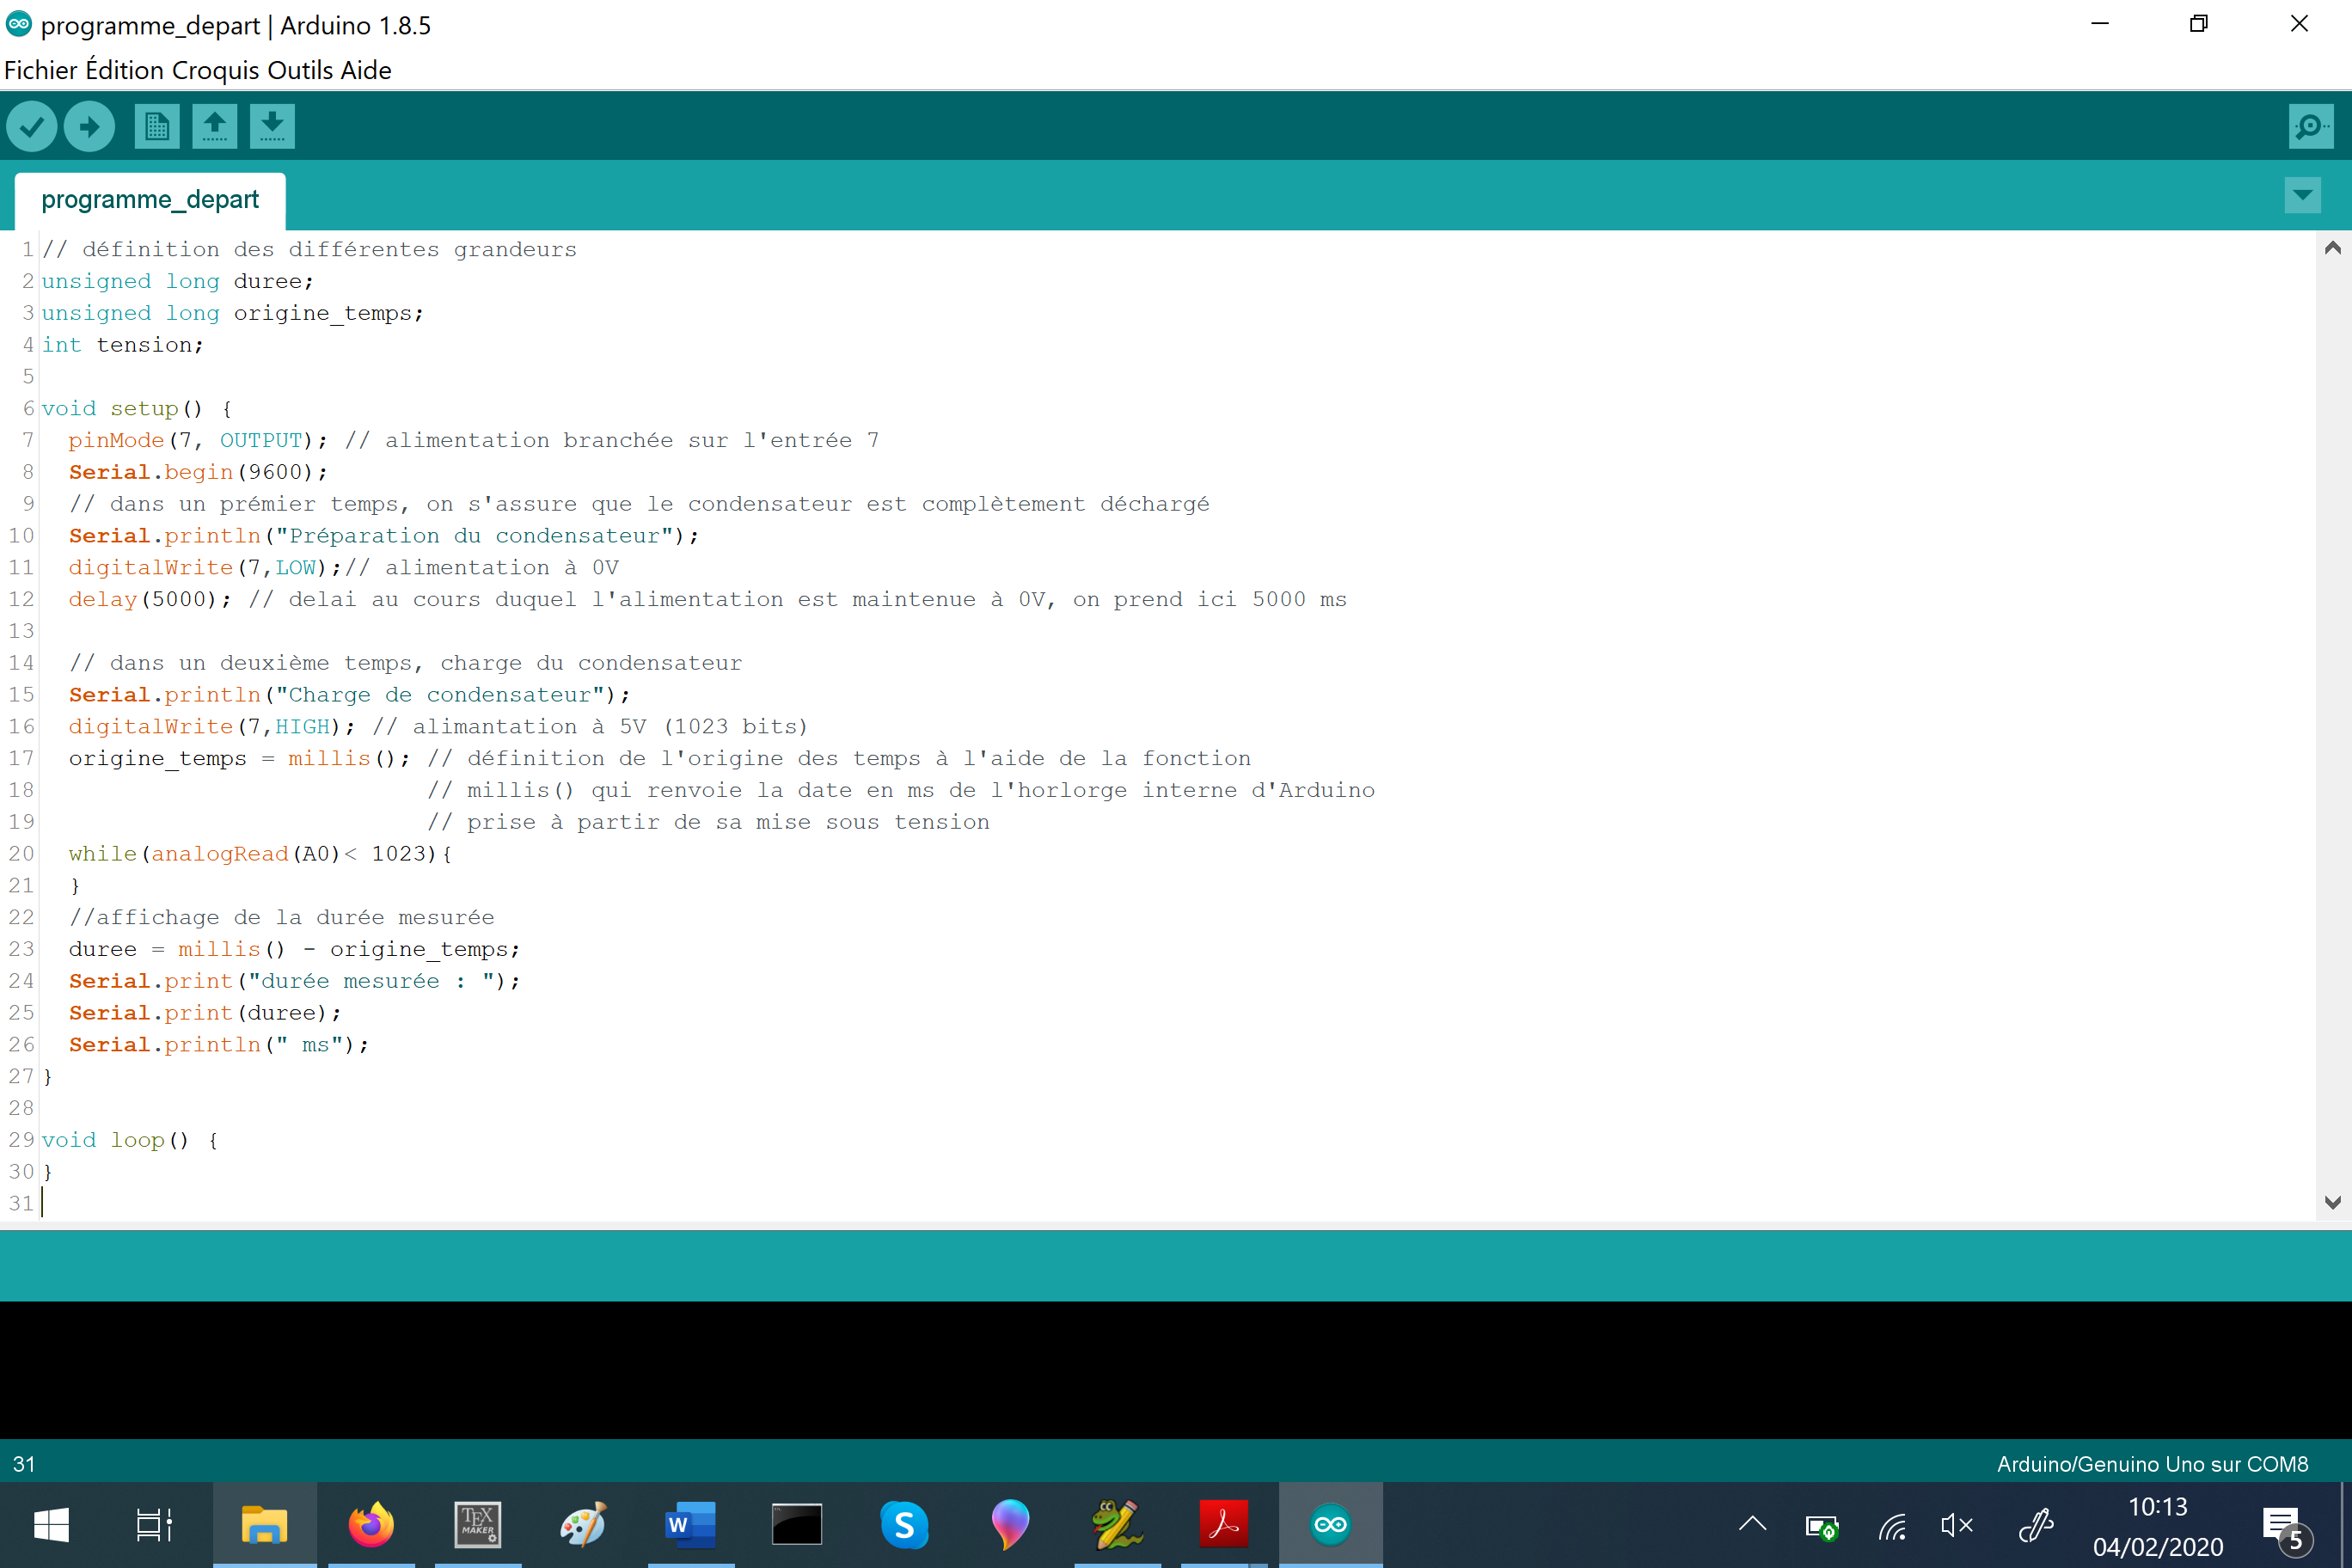 programme_depart | Arduino 1.8.5
Fichier Édition Croquis Outils Aide
programme_depart
1 // définition des différentes grandeurs
2 unsigned long duree;
3 unsigned long origine_temps;
4 int tension;
5
6 void setup() {
7   pinMode(7, OUTPUT); // alimentation branchée sur l'entrée 7
8   Serial.begin(9600);
9   // dans un prémier temps, on s'assure que le condensateur est complètement déchargé
10   Serial.println("Préparation du condensateur");
11   digitalWrite(7,LOW);// alimentation à 0V
12   delay(5000); // delai au cours duquel l'alimentation est maintenue à 0V, on prend ici 5000 ms
13
14   // dans un deuxième temps, charge du condensateur
15   Serial.println("Charge de condensateur");
16   digitalWrite(7,HIGH); // alimantation à 5V (1023 bits)
17   origine_temps = millis(); // définition de l'origine des temps à l'aide de la fonction
18                             // millis() qui renvoie la date en ms de l'horlorge interne d'Arduino
19                             // prise à partir de sa mise sous tension
20   while(analogRead(A0)< 1023){
21   }
22   //affichage de la durée mesurée
23   duree = millis() - origine_temps;
24   Serial.print("durée mesurée : ");
25   Serial.print(duree);
26   Serial.println(" ms");
27 }
28
29 void loop() {
30 }
31
31
Arduino/Genuino Uno sur COM8
TEX MAKER
W
S
10:13
04/02/2020
5